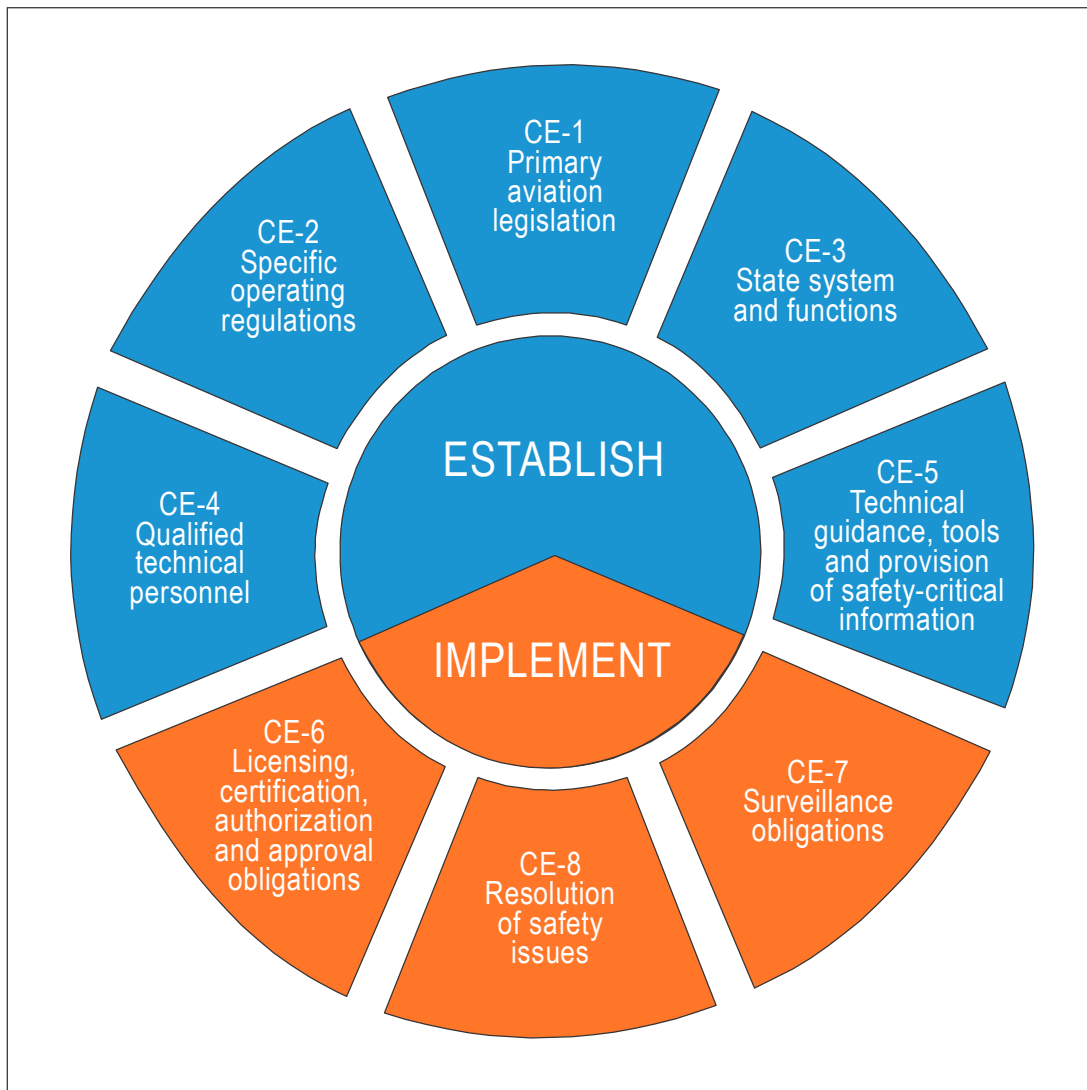 CE-1
Primary
aviation
legislation
CE-2
Specific
operating
regulations
CE-3
State system
and functions
CE-4
Qualified
technical
personnel
ESTABLISH
CE-5
Technical
guidance, tools
and provision
of safety-critical
information
IMPLEMENT
CE-6
Licensing,
certification,
authorization
and approval
obligations
CE-7
Surveillance
obligations
CE-8
Resolution
of safety
issues